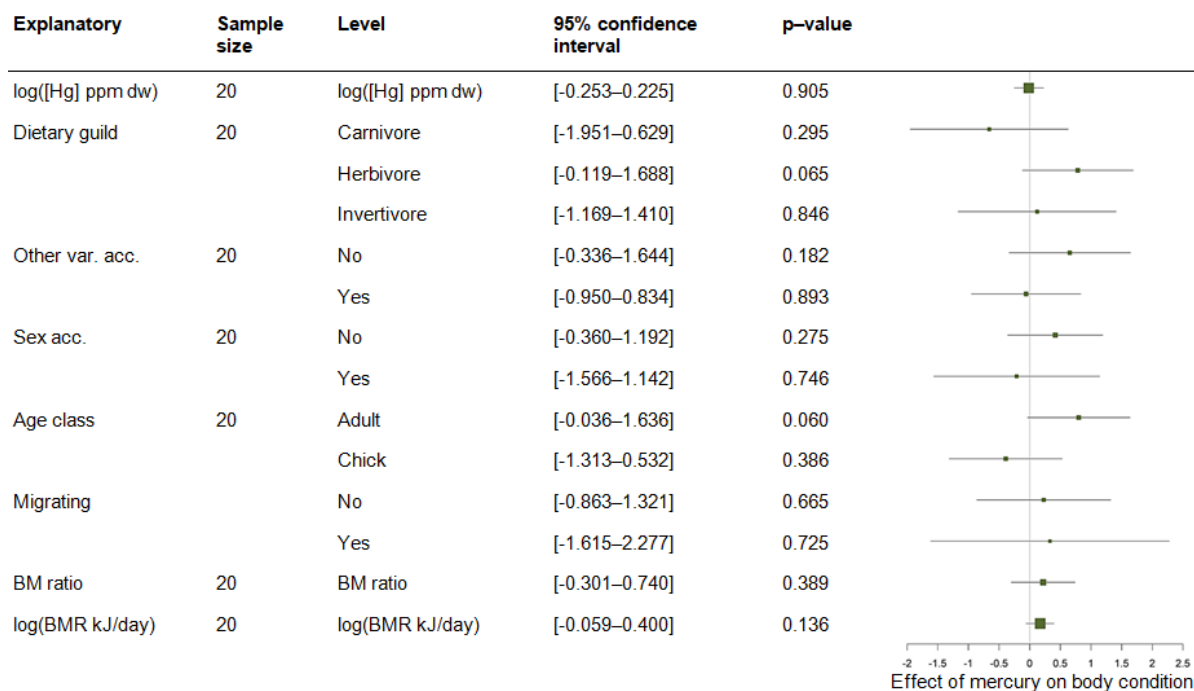 Explanatory Sample size Level 95% confidence interval p–value
log([Hg] ppm dw) 20 log([Hg] ppm dw) [-0.253–0.225] 0.905
Dietary guild 20 Carnivore [-1.951–0.629] 0.295
Herbivore [-0.119–1.688] 0.065
Invertivore [-1.169–1.410] 0.846
Other var. acc. 20 No [-0.336–1.644] 0.182
Yes [-0.950–0.834] 0.893
Sex acc. 20 No [-0.360–1.192] 0.275
Yes [-1.566–1.142] 0.746
Age class 20 Adult [-0.036–1.636] 0.060
Chick [-1.313–0.532] 0.386
Migrating 20 No [-0.863–1.321] 0.665
Yes [-1.615–2.277] 0.725
BM ratio 20 BM ratio [-0.301–0.740] 0.389
log(BMR kJ/day) 20 log(BMR kJ/day) [-0.059–0.400] 0.136
-2 -1.5 -1 -0.5 0 0.5 1 1.5 2 2.5
Effect of mercury on body condition